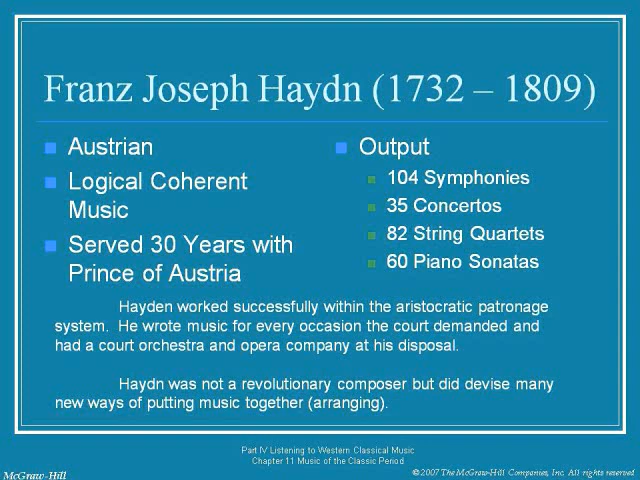 Franz Joseph Haydn (1732 – 1809)
Austrian
Logical Coherent
Music
Served 30 Years with
Prince of Austria
Output
104 Symphonies
35 Concertos
82 String Quartets
60 Piano Sonatas
Hayden worked successfully within the aristocratic patronage
system. He wrote music for every occasion the court demanded and
had a court orchestra and opera company at his disposal.
Haydn was not a revolutionary composer but did devise many
new ways of putting music together (arranging).
Part IV Listening to Western Classical Music
Chapter 11 Music of the Classic Period
McGraw-Hill
©2007 The McGraw-Hill Companies, Inc. All rights reserved